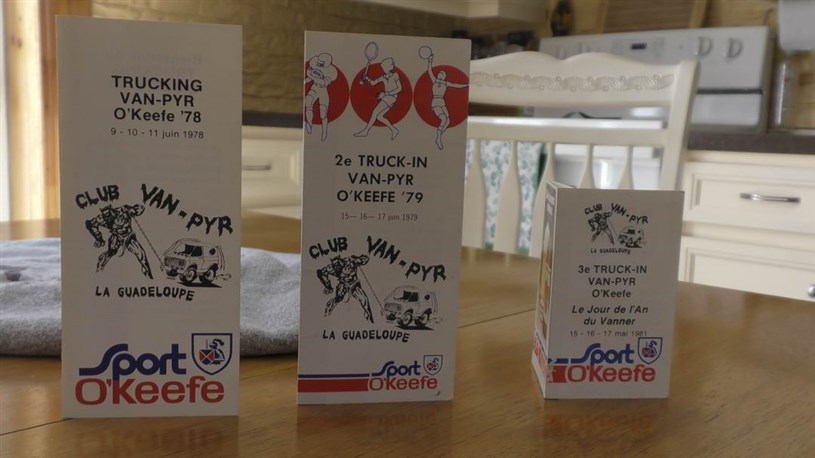 TRUCKING
VAN-PYR
O'Keefe '78
9 - 10 - 11 juin 1978
CLUB VAN-PYR
LA GUADELOUPE
Sport
O'Keefe
2e TRUCK-IN
VAN-PYR
O'KEEFE '79
15— 16— 17 juin 1979
CLUB VAN-PYR
LA GUADELOUPE
Sport
O'Keefe
CLUB VAN-PYR
LA GUADELOUPE
3e TRUCK-IN
VAN-PYR
O'Keefe
Le Jour de l'An
du Vanner
15 - 16 - 17 mai 1981
Sport
O'Keefe